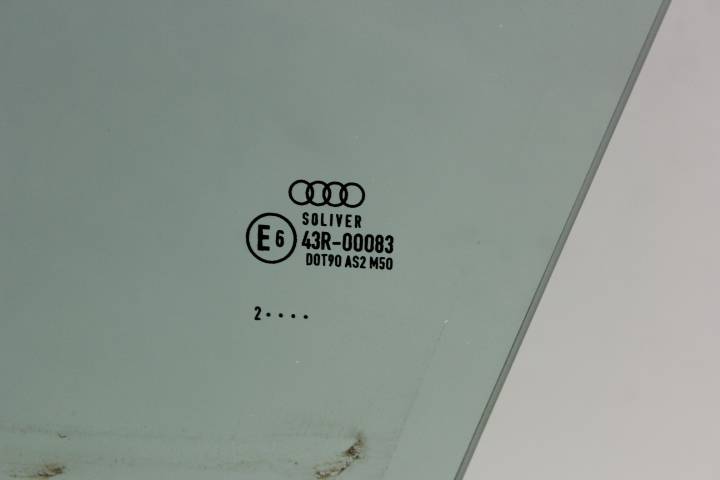 SOLIVER
E6 43R-00083
DOT90 AS2 M50
2····